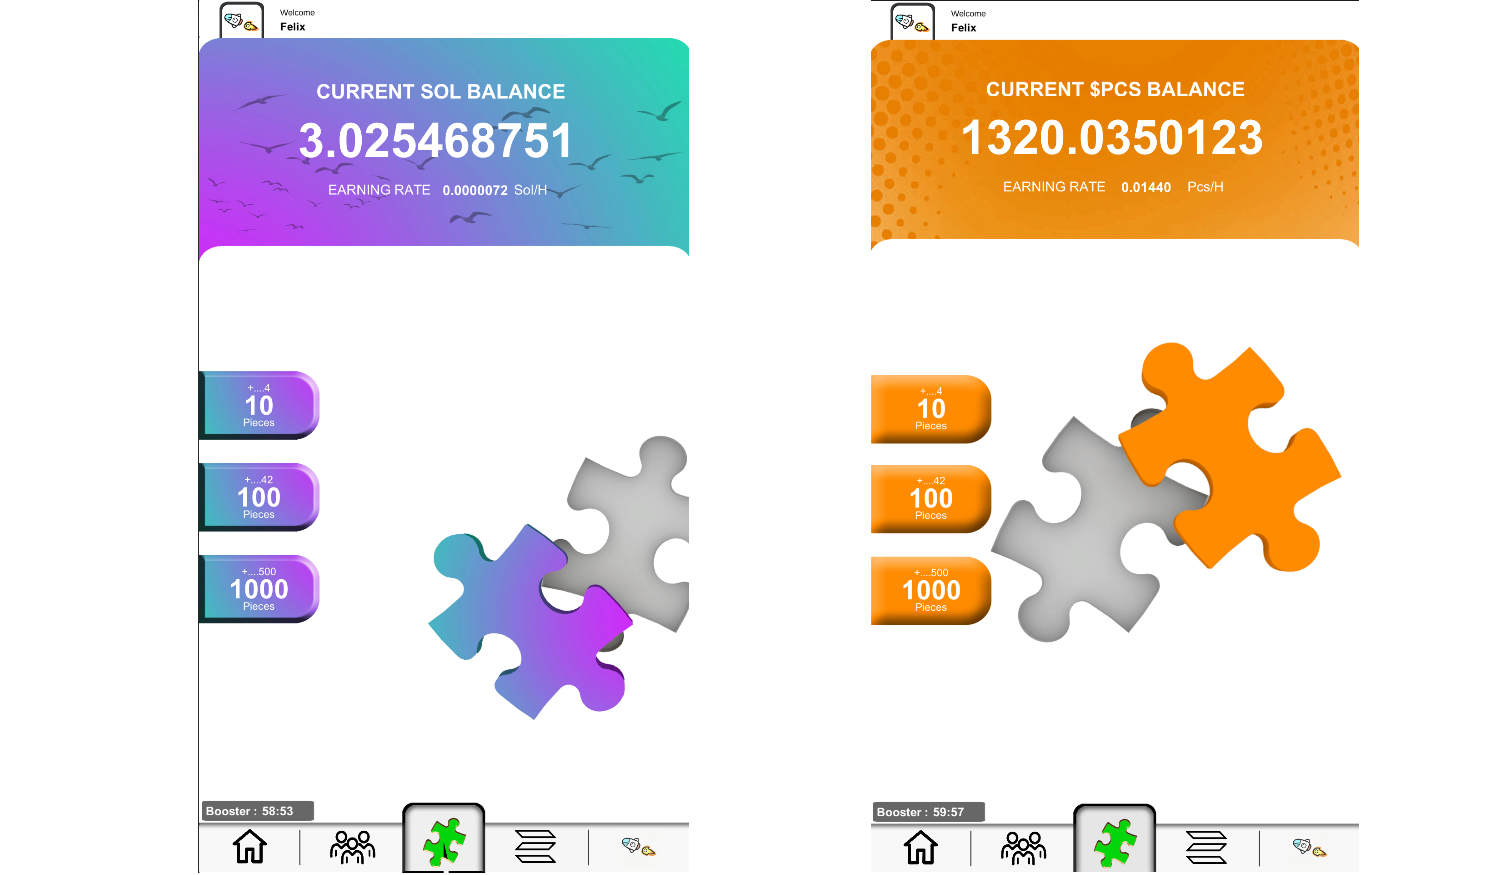 Welcome
Felix
CURRENT SOL BALANCE
3.025468751
EARNING RATE 0.0000072 Sol/H
+....4
10
Pieces
+....42
100
Pieces
+....500
1000
Pieces
Booster : 58:53
Welcome
Felix
CURRENT $PCS BALANCE
1320.0350123
EARNING RATE 0.01440 Pcs/H
+....4
10
Pieces
+....42
100
Pieces
+....500
1000
Pieces
Booster : 59:57